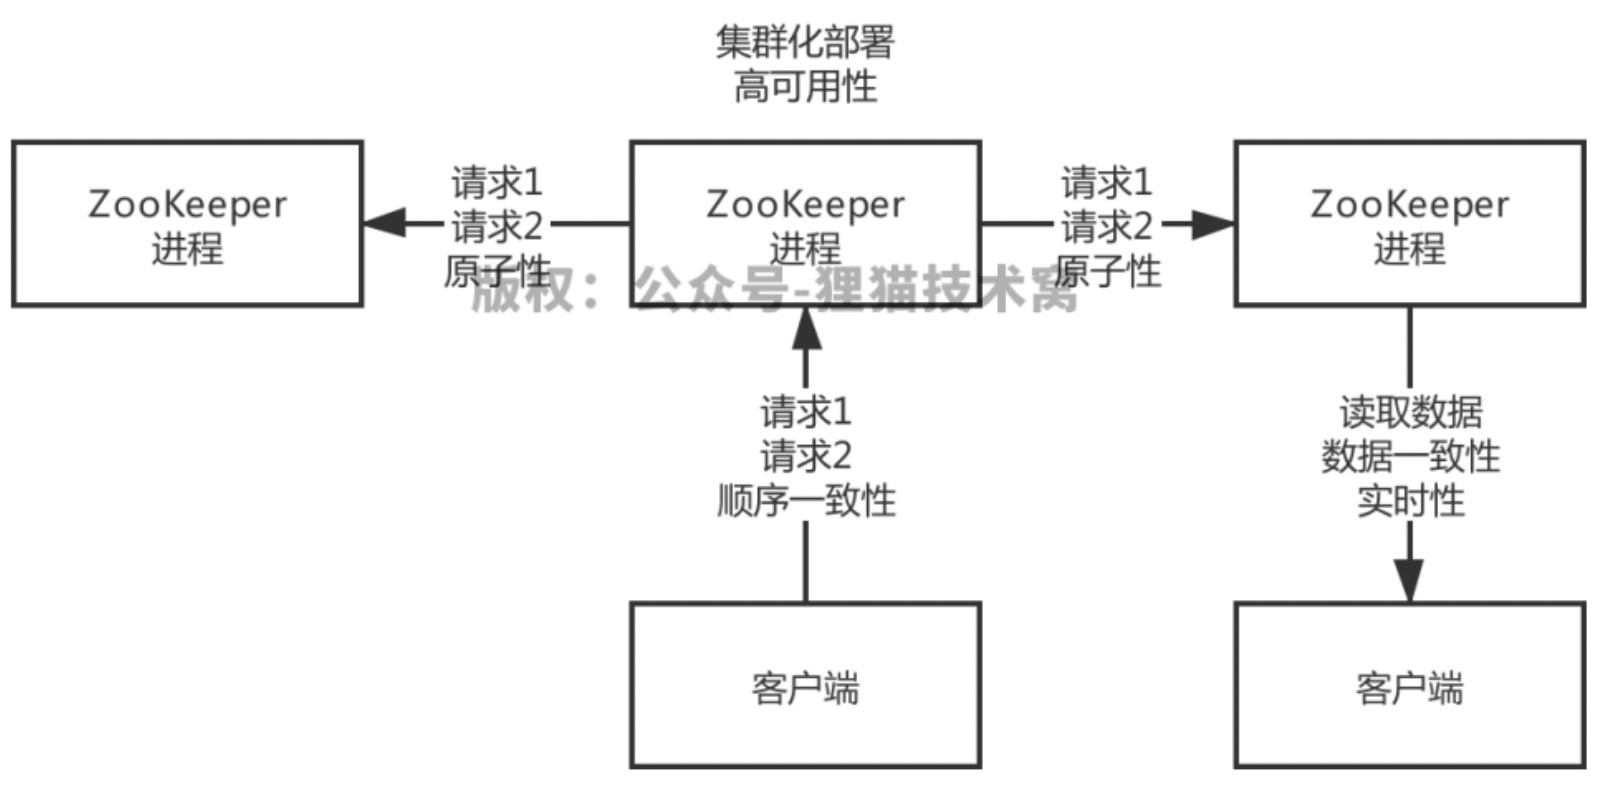 集群化部署
高可用性
ZooKeeper
进程
请求1
请求2
原子性
ZooKeeper
进程
请求1
请求2
原子性
ZooKeeper
进程
版权：公众号-狸猫技术窝
请求1
请求2
顺序一致性
读取数据
数据一致性
实时性
客户端
客户端